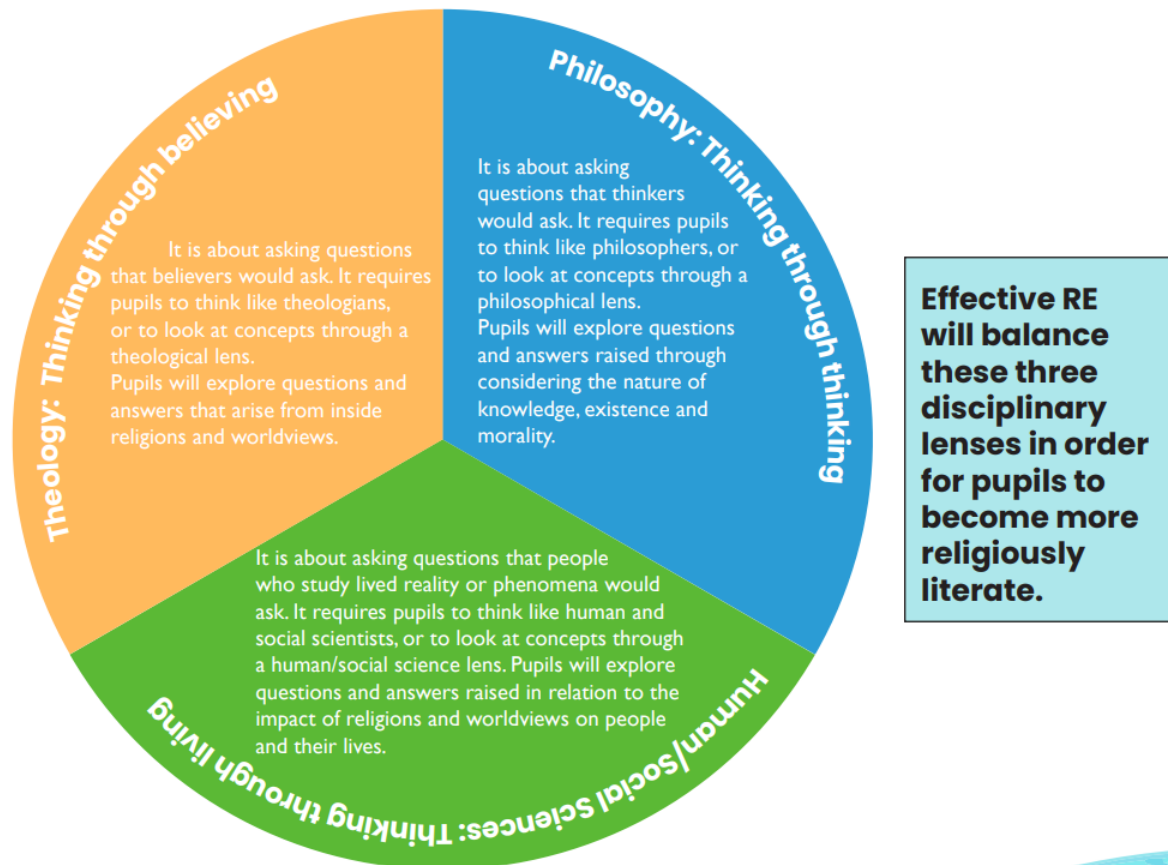 Theology: Thinking through believing
It is about asking questions
that believers would ask. It requires
pupils to think like theologians,
or to look at concepts through a
theological lens.
Pupils will explore questions and
answers that arise from inside
religions and worldviews.
Philosophy: Thinking through thinking
It is about asking
questions that thinkers
would ask. It requires pupils
to think like philosophers, or
to look at concepts through a
philosophical lens.
Pupils will explore questions
and answers raised through
considering the nature of
knowledge, existence and
morality.
It is about asking questions that people
who study lived reality or phenomena would
ask. It requires pupils to think like human and
social scientists, or to look at concepts through
a human/social science lens. Pupils will explore
questions and answers raised in relation to the
impact of religions and worldviews on people
and their lives.
Human/social Sciences: Thinking through living
Effective RE
will balance
these three
disciplinary
lenses in order
for pupils to
become more
religiously
literate.